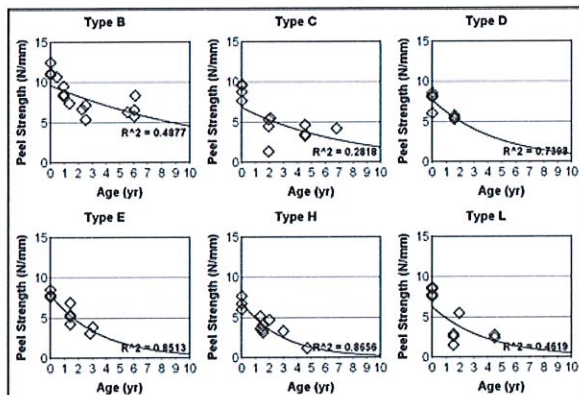 Type B
Peel Strength (N/mm)
15
10
5
0
0 1 2 3 4 5 6 7 8 9 10
Age (yr)
R^2 = 0.4877
Type C
Peel Strength (N/mm)
15
10
5
0
0 1 2 3 4 5 6 7 8 9 10
Age (yr)
R^2 = 0.2818
Type D
Peel Strength (N/mm)
15
10
5
0
0 1 2 3 4 5 6 7 8 9 10
Age (yr)
Type E
Peel Strength (N/mm)
15
10
5
0
0 1 2 3 4 5 6 7 8 9 10
Age (yr)
R^2 = 0.8513
Type H
Peel Strength (N/mm)
15
10
5
0
0 1 2 3 4 5 6 7 8 9 10
Age (yr)
R^2 = 0.8656
Type L
Peel Strength (N/mm)
15
10
5
0
0 1 2 3 4 5 6 7 8 9 10
Age (yr)
R^2 = 0.4619